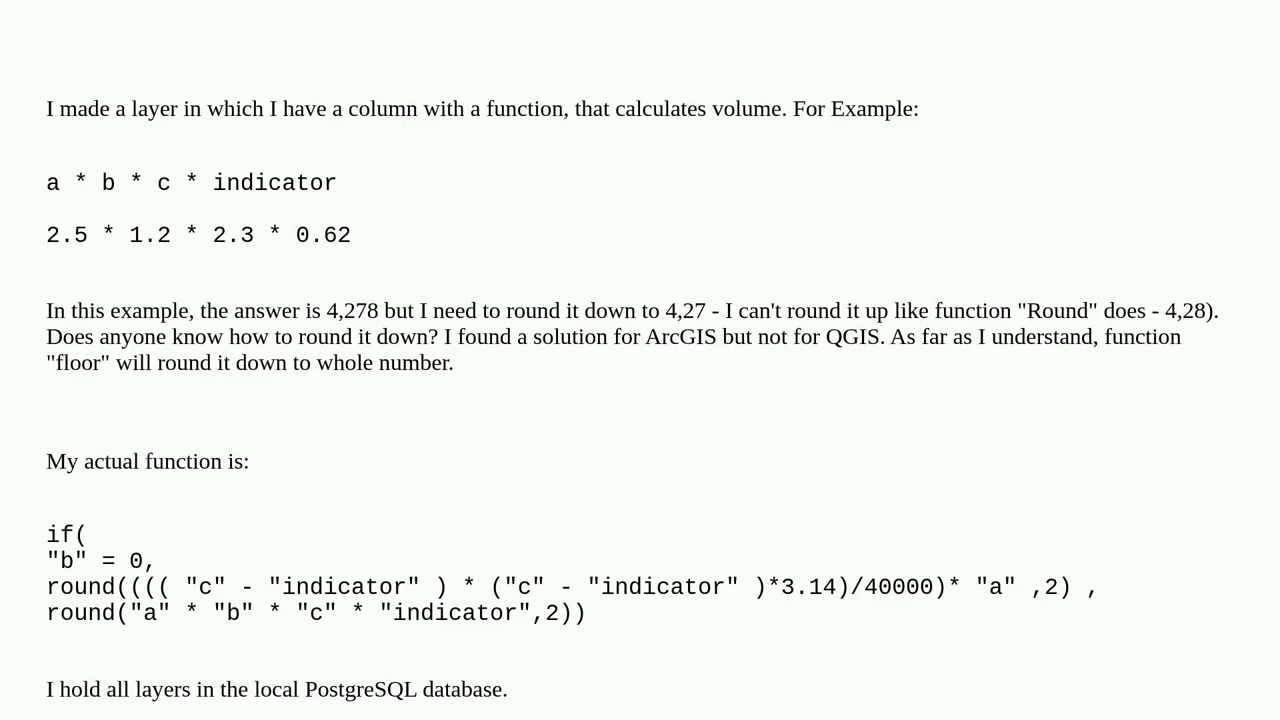 I made a layer in which I have a column with a function, that calculates volume. For Example:
a * b * c * indicator
2.5 * 1.2 * 2.3 * 0.62
In this example, the answer is 4,278 but I need to round it down to 4,27 - I can't round it up like function "Round" does - 4,28).
Does anyone know how to round it down? I found a solution for ArcGIS but not for QGIS. As far as I understand, function
"floor" will round it down to whole number.
My actual function is:
if(
"b" = 0,
round(((( "c" - "indicator" ) * ("c" - "indicator" )*3.14)/40000)* "a" ,2) ,
round("a" * "b" * "c" * "indicator",2))
I hold all layers in the local PostgreSQL database.